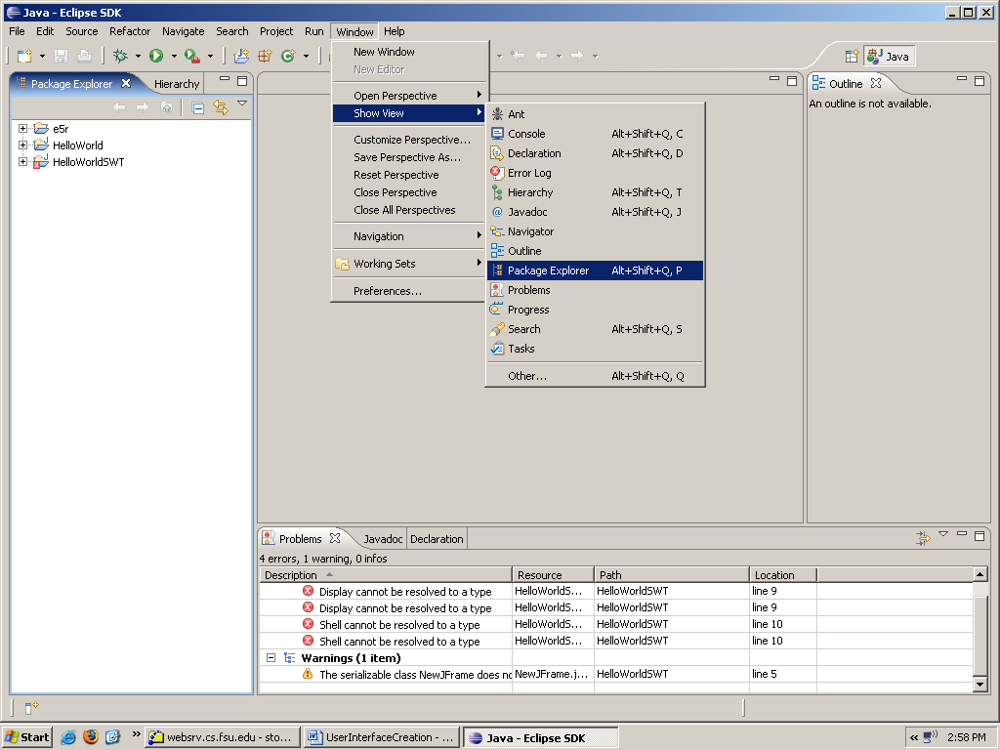 Java - Eclipse SDK
File Edit Source Refactor Navigate Search Project Run Window Help
Java
Package Explorer Hierarchy
e5r
HelloWorld
HelloWorldSWT
New Window
New Editor
Open Perspective
Show View
Customize Perspective...
Save Perspective As...
Reset Perspective
Close Perspective
Close All Perspectives
Navigation
Working Sets
Preferences...
Ant
Console Alt+Shift+Q, C
Declaration Alt+Shift+Q, D
Error Log
Hierarchy Alt+Shift+Q, T
Javadoc Alt+Shift+Q, J
Navigator
Outline
Package Explorer Alt+Shift+Q, P
Problems
Progress
Search Alt+Shift+Q, S
Tasks
Other... Alt+Shift+Q, Q
Outline
An outline is not available.
Problems Javadoc Declaration
4 errors, 1 warning, 0 infos
Description Resource Path Location
Display cannot be resolved to a type HelloWorldS... HelloWorldSWT line 9
Display cannot be resolved to a type HelloWorldS... HelloWorldSWT line 9
Shell cannot be resolved to a type HelloWorldS... HelloWorldSWT line 10
Shell cannot be resolved to a type HelloWorldS... HelloWorldSWT line 10
Warnings (1 item)
The serializable class NewJFrame does no NewJFrame.j... HelloWorldSWT line 5
Start » websrv.cs.fsu.edu - sto... UserInterfaceCreation - ... Java - Eclipse SDK « 2:58 PM